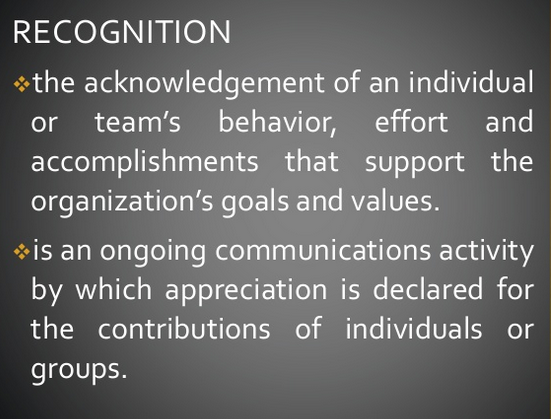 RECOGNITION
❖the acknowledgement of an individual
or team’s behavior, effort and
accomplishments that support the
organization’s goals and values.
❖is an ongoing communications activity
by which appreciation is declared for
the contributions of individuals or
groups.